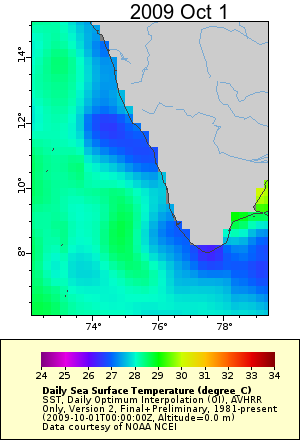 2009 Oct 1
14°
12°
10°
8°
74°
76°
78°
24 25 26 27 28 29 30 31 32 33 34
Daily Sea Surface Temperature (degree_C)
SST, Daily Optimum Interpolation (OI), AVHRR
Only, Version 2, Final+Preliminary, 1981-present
(2009-10-01T00:00:00Z, Altitude=0.0 m)
Data courtesy of NOAA NCEI